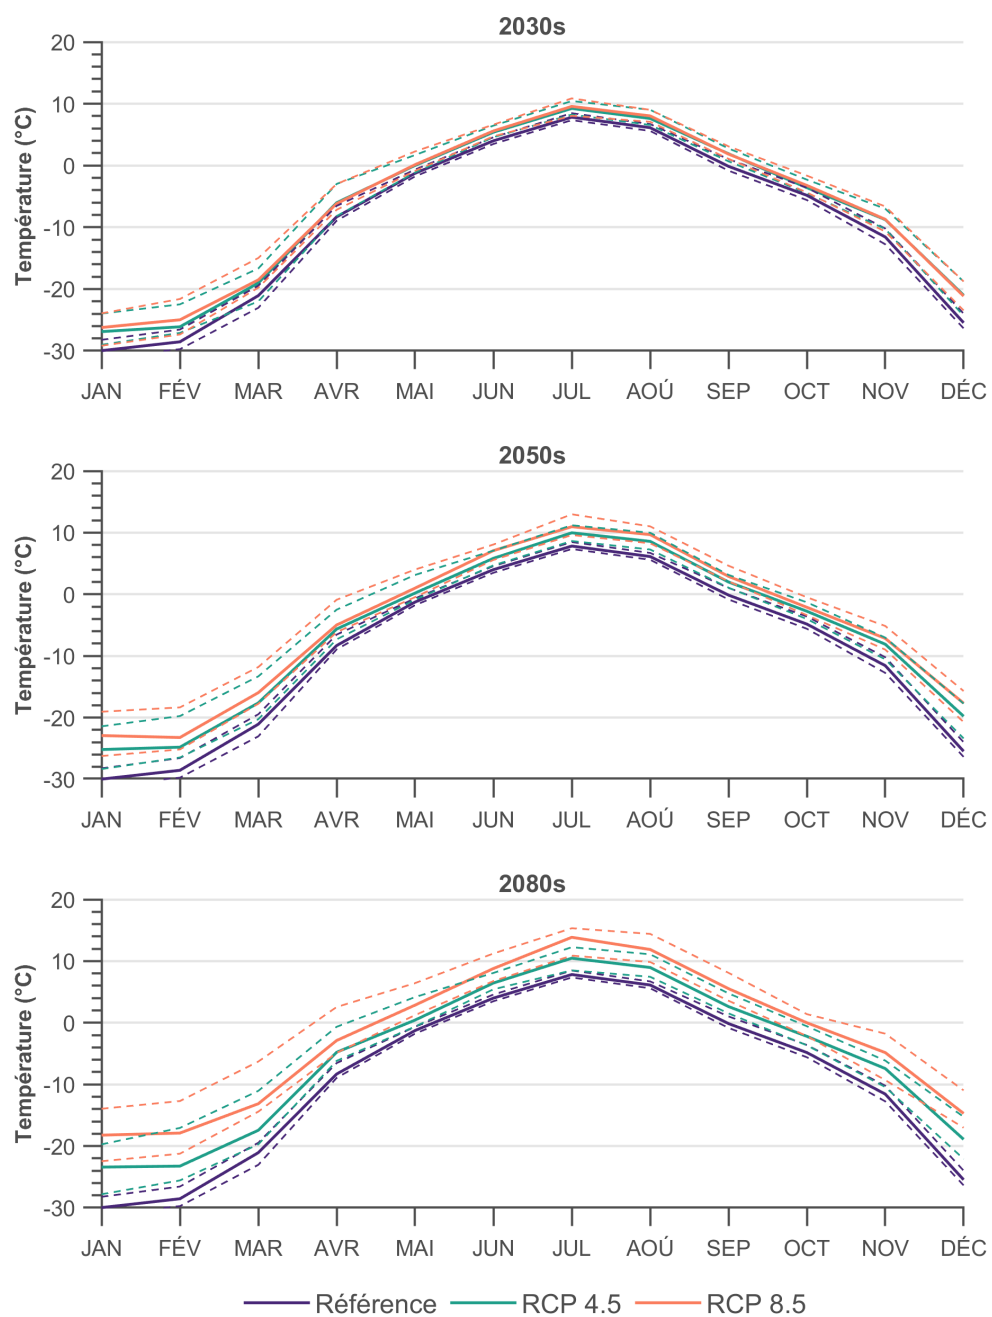 2030s
Température (°C)
20
10
0
-10
-20
-30
JAN FÉV MAR AVR MAI JUN JUL AOÚ SEP OCT NOV DÉC
2050s
Température (°C)
20
10
0
-10
-20
-30
JAN FÉV MAR AVR MAI JUN JUL AOÚ SEP OCT NOV DÉC
2080s
Température (°C)
20
10
0
-10
-20
-30
JAN FÉV MAR AVR MAI JUN JUL AOÚ SEP OCT NOV DÉC
Référence RCP 4.5 RCP 8.5